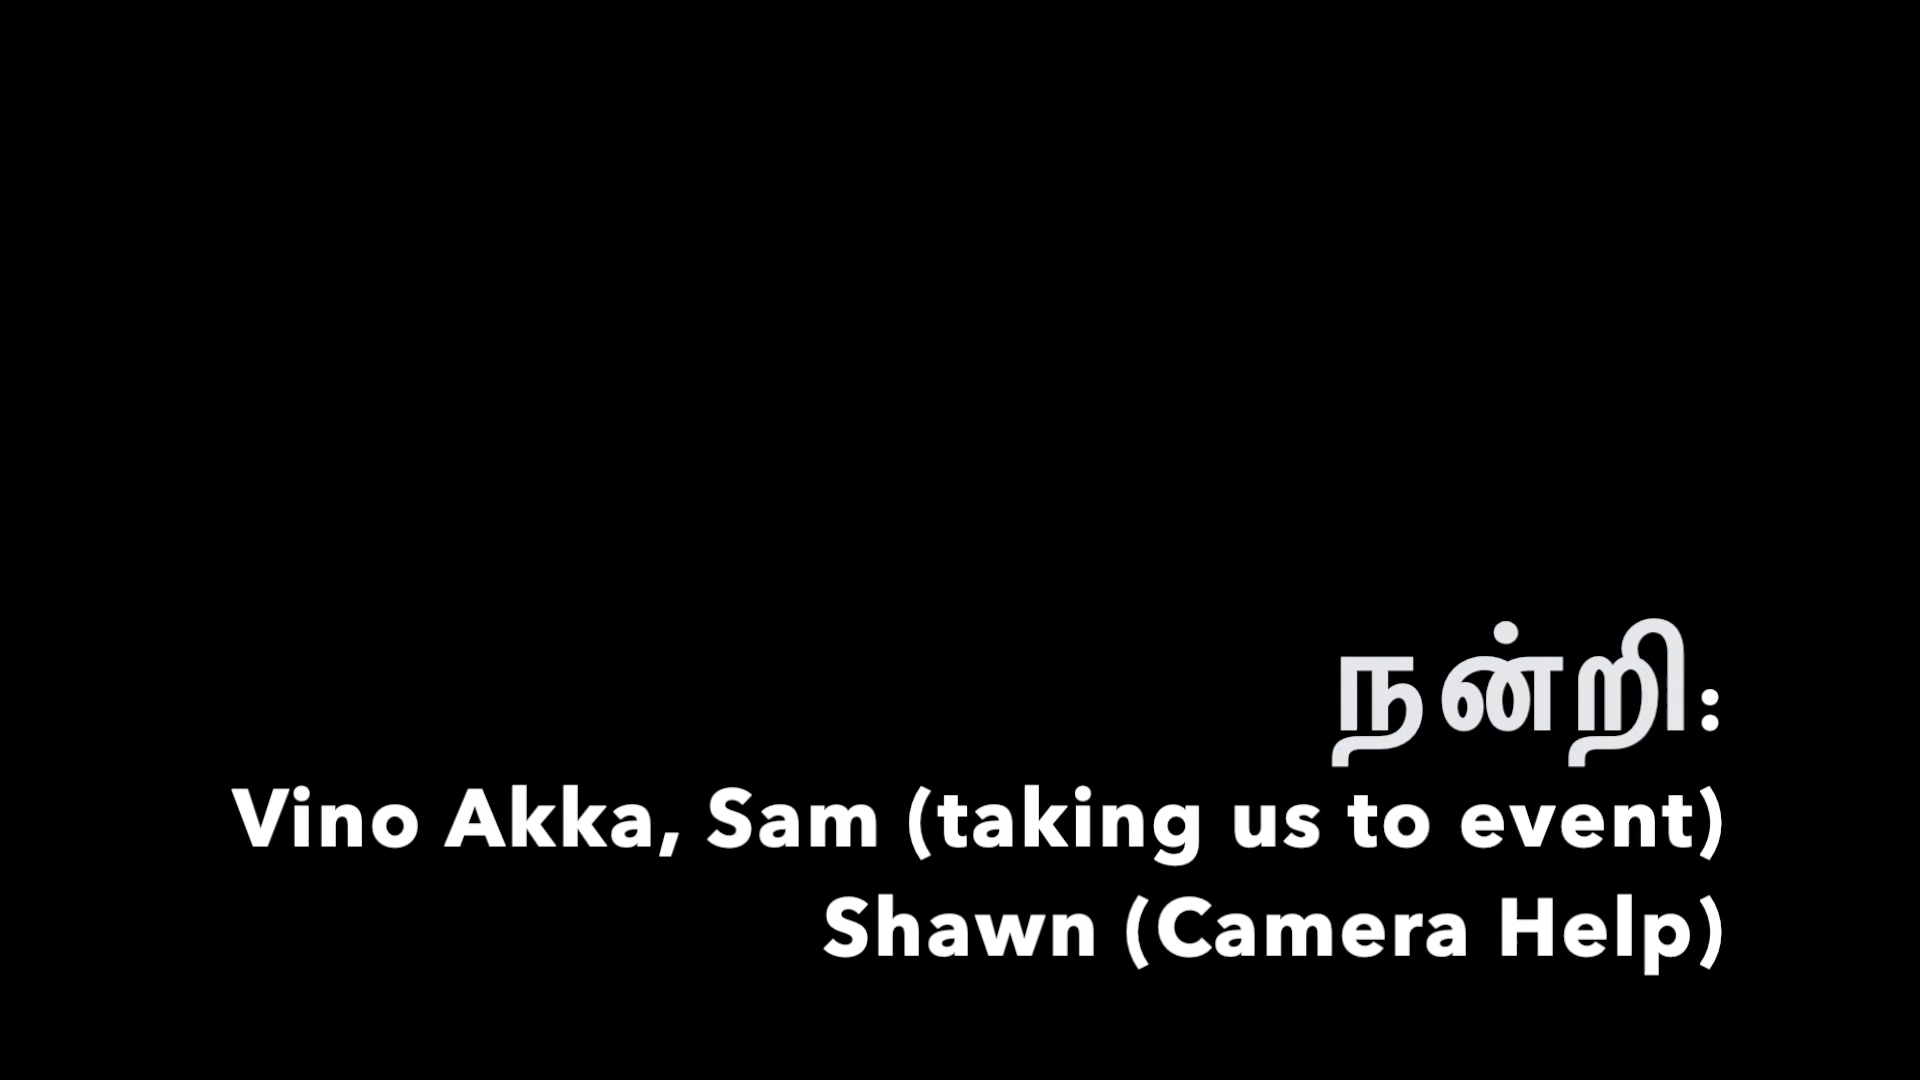 நன்றி:
Vino Akka, Sam (taking us to event)
Shawn (Camera Help)